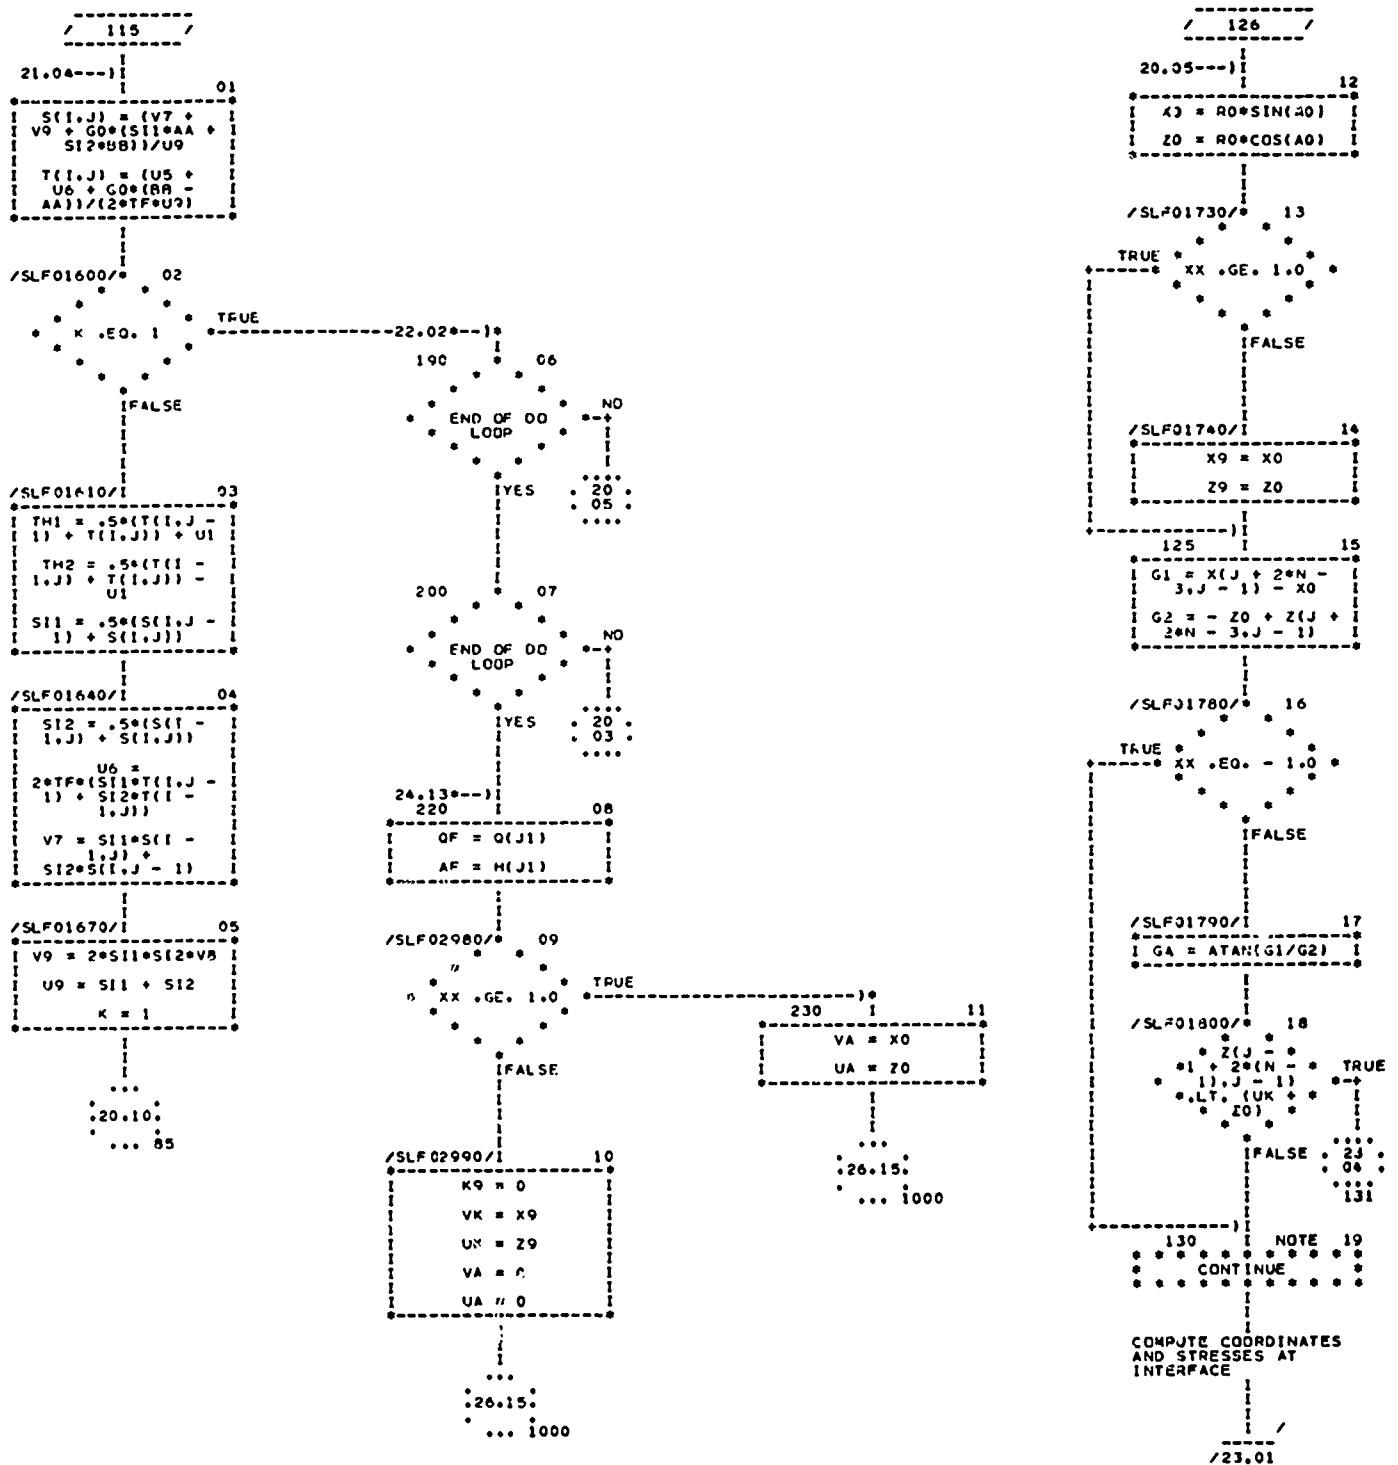 / 115 /
21.04---)I
01
S(I,J) = (V7 +
V9 + G0*(SI1*AA +
SI2*BB))/U9
T(I,J) = (U5 +
U6 + G0*(BB -
AA))/(2*TF*U9)
/SLF01600/* 02
K .EQ. 1
TRUE
FALSE
/SLF01610/I 03
TH1 = .5*(T(I,J -
1) + T(I,J)) + U1
TH2 = .5*(T(I -
1,J) + T(I,J)) -
U1
SI1 = .5*(S(I,J -
1) + S(I,J))
/SLF01640/I 04
SI2 = .5*(S(I -
1,J) + S(I,J))
U6 =
2*TF*(SI1*T(I,J -
1) + SI2*T(I -
1,J))
V7 = SI1*S(I -
1,J) +
SI2*S(I,J - 1)
/SLF01670/I 05
V9 = 2*SI1*SI2*V8
U9 = SI1 + SI2
K = 1
.20.10.
... 85
22.02*--)*
190 06
END OF DO
LOOP
NO
20
05
YES
200 07
END OF DO
LOOP
NO
20
03
YES
24.13*--)I
220 08
QF = Q(J1)
AF = H(J1)
/SLF02980/* 09
XX .GE. 1.0
TRUE
FALSE
/SLF02990/I 10
K9 = 0
VK = X9
UK = Z9
VA =
UA = 0
.26.15.
... 1000
230 I 11
VA = X0
UA = Z0
.26.15.
... 1000
/ 126 /
20.05---)I
12
X0 = R0*SIN(A0)
Z0 = R0*COS(A0)
/SLF01730/* 13
XX .GE. 1.0
TRUE
FALSE
/SLF01740/I 14
X9 = X0
Z9 = Z0
125 I 15
G1 = X(J + 2*N -
3,J - 1) - X0
G2 = - Z0 + Z(J +
2*N - 3,J - 1)
/SLF01780/* 16
XX .EQ. - 1.0
TRUE
FALSE
/SLF01790/I 17
G4 = ATAN(G1/G2)
/SLF01800/* 18
Z(J -
1 + 2*(N -
1),J - 1)
.LT. (UK +
Z0)
TRUE
FALSE
23
04
131
130 NOTE 19
CONTINUE
COMPUTE COORDINATES
AND STRESSES AT
INTERFACE
/23.01